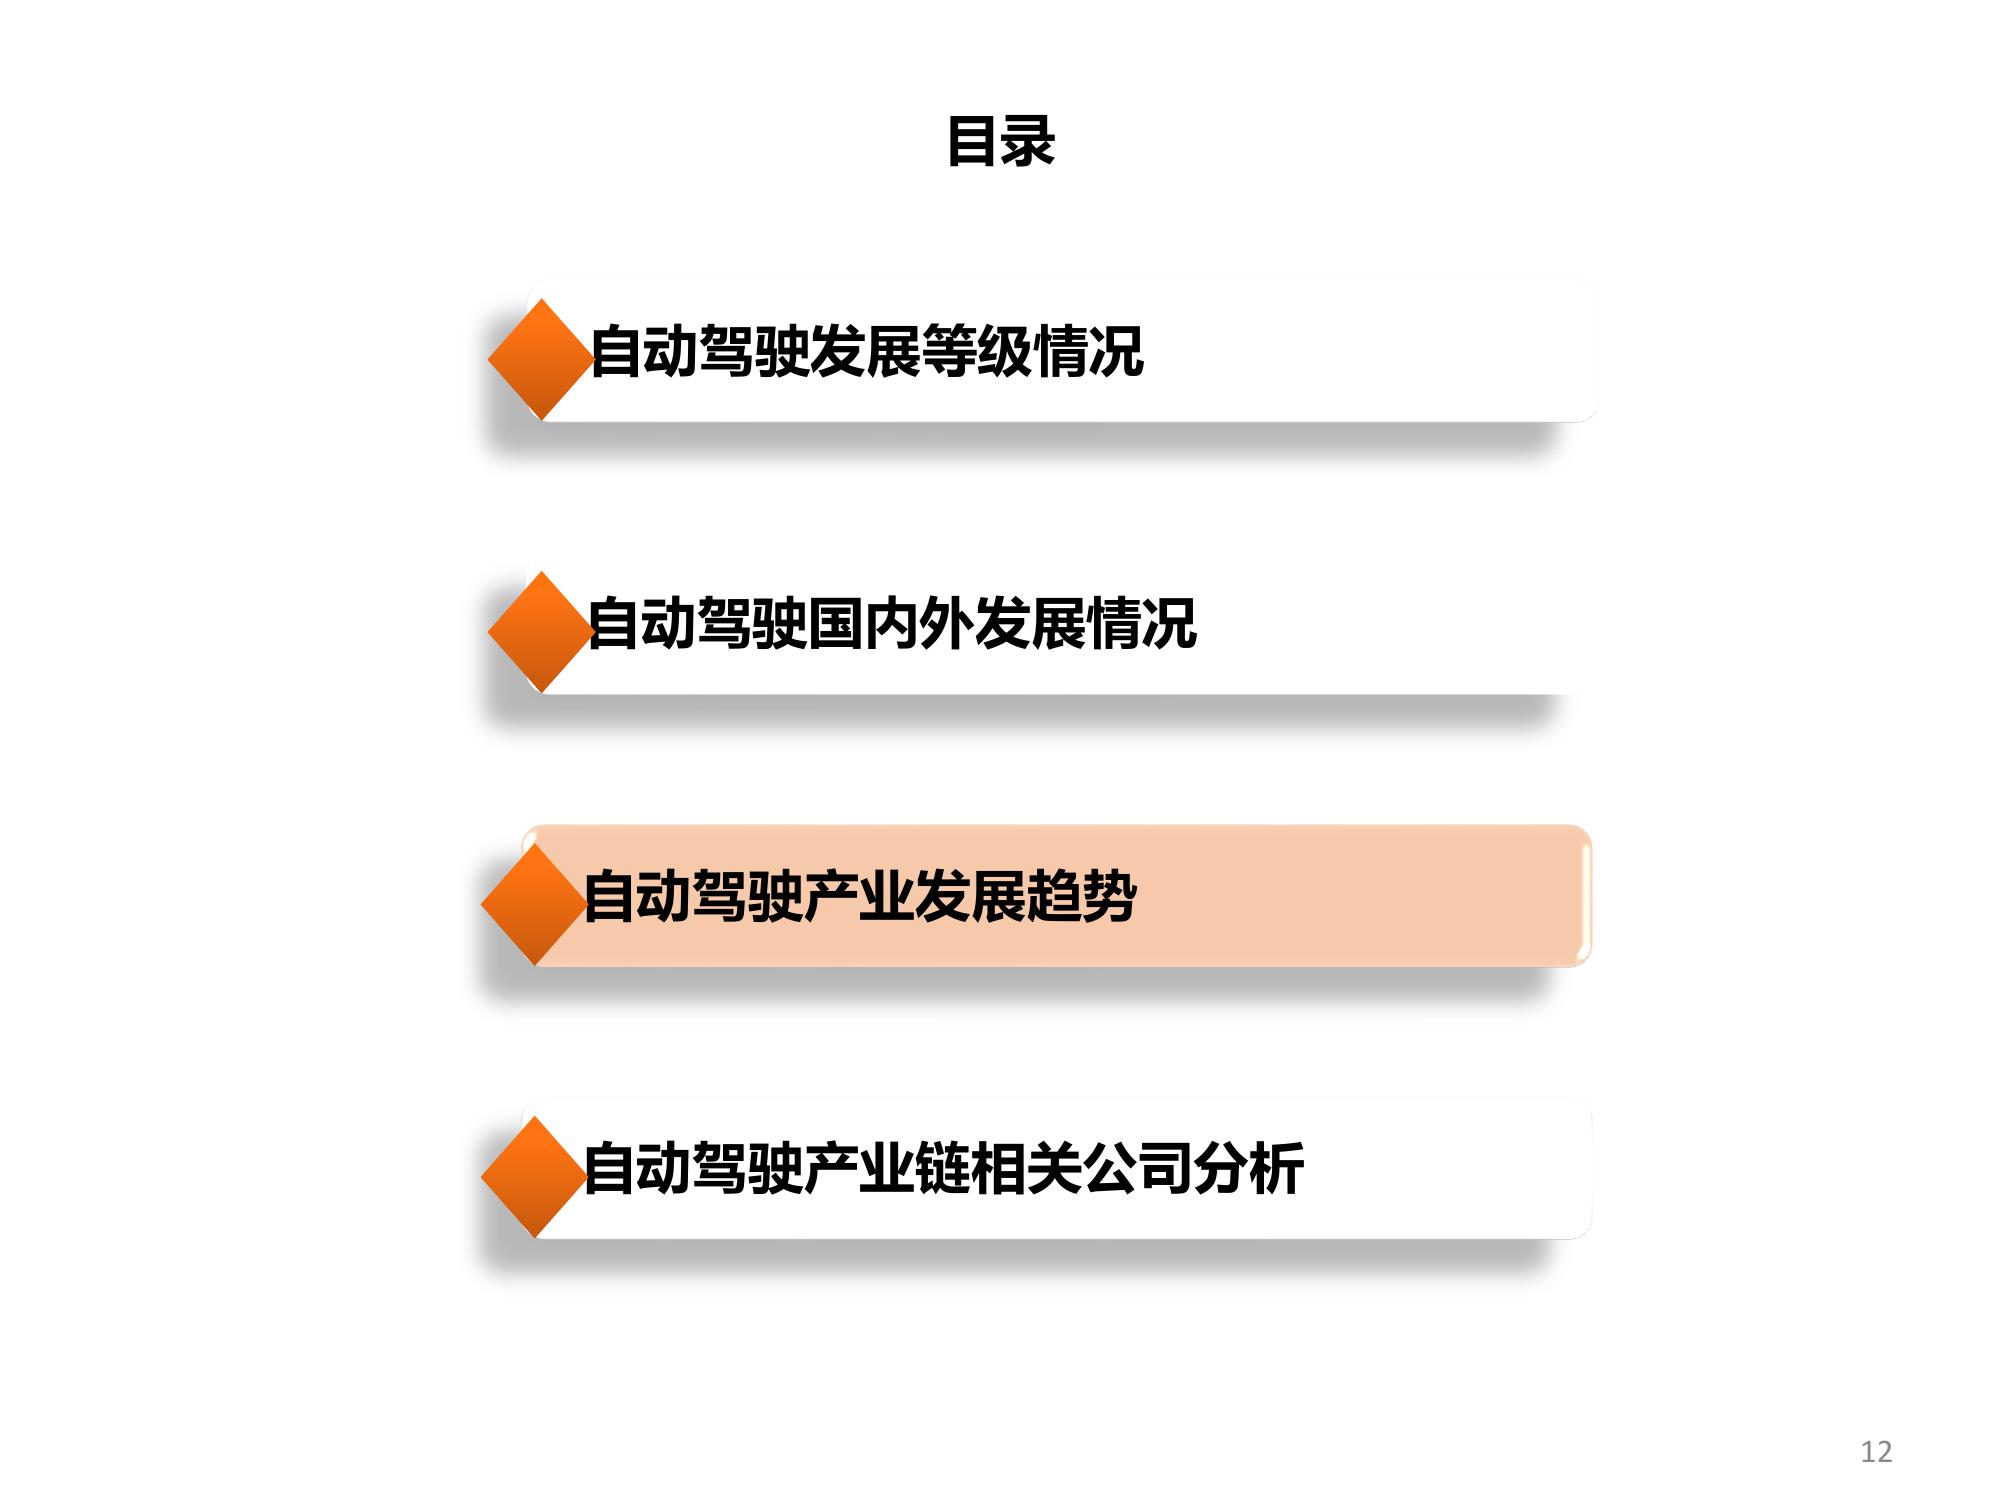 目录
自动驾驶发展等级情况
自动驾驶国内外发展情况
自动驾驶产业发展趋势
自动驾驶产业链相关公司分析
12